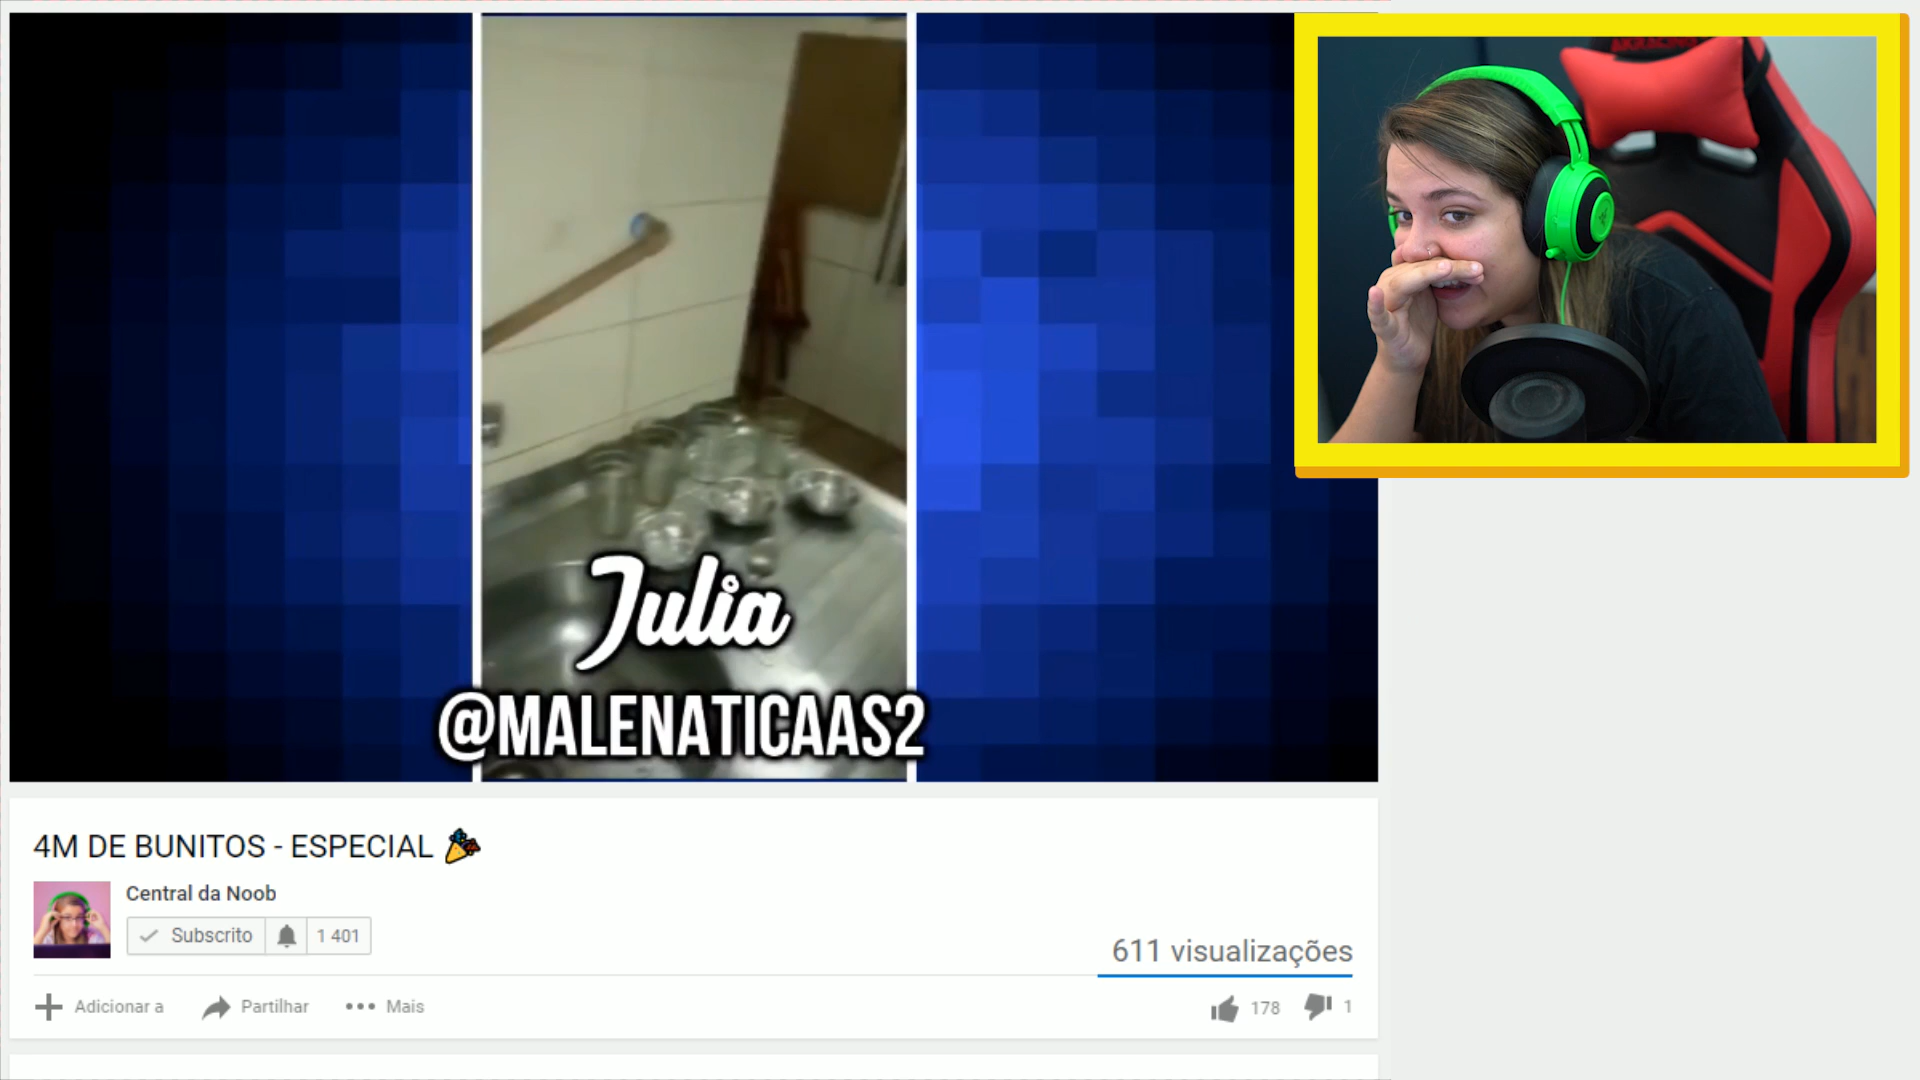 AKRACING
Julia
@MALENATICAAS2
4M DE BUNITOS - ESPECIAL
Central da Noob
Subscrito
1 401
611 visualizações
Adicionar a
Partilhar
Mais
178
1